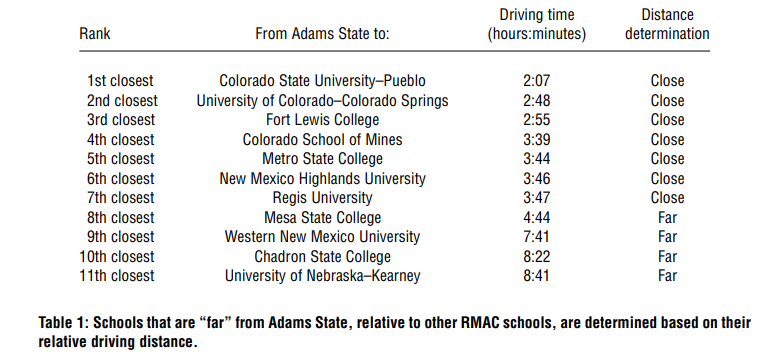 Rank From Adams State to: Driving time (hours:minutes) Distance determination
1st closest Colorado State University–Pueblo 2:07 Close
2nd closest University of Colorado–Colorado Springs 2:48 Close
3rd closest Fort Lewis College 2:55 Close
4th closest Colorado School of Mines 3:39 Close
5th closest Metro State College 3:44 Close
6th closest New Mexico Highlands University 3:46 Close
7th closest Regis University 3:47 Close
8th closest Mesa State College 4:44 Far
9th closest Western New Mexico University 7:41 Far
10th closest Chadron State College 8:22 Far
11th closest University of Nebraska–Kearney 8:41 Far
Table 1: Schools that are “far” from Adams State, relative to other RMAC schools, are determined based on their
relative driving distance.